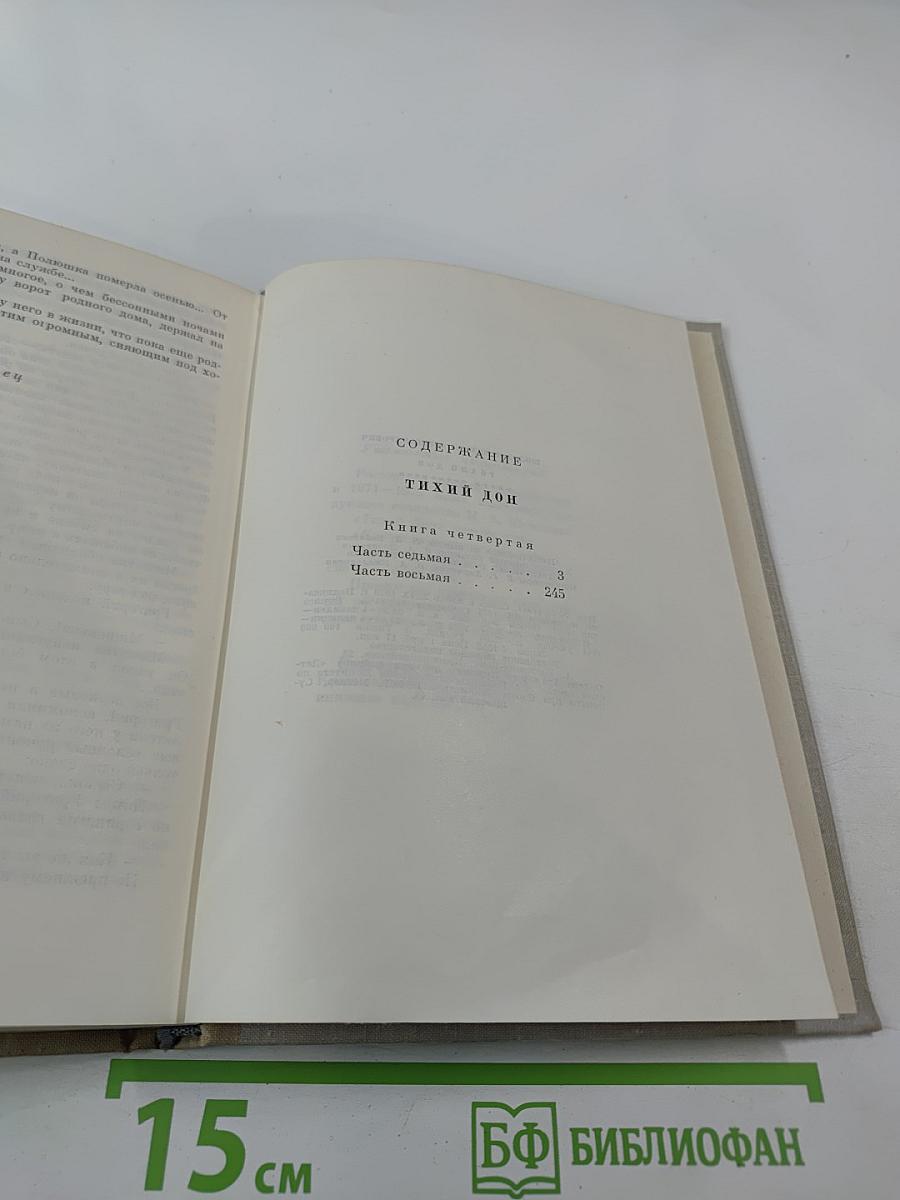 , а Полюшка померла осенью... От
на службе...
многое, о чем бессонными ночами
у ворот родного дома, держал на
у него в жизни, что пока еще род-
тим огромным, сияющим под хо-
ец
СОДЕРЖАНИЕ
ТИХИЙ ДОН
Книга четвертая
Часть седьмая . . . . . 3
Часть восьмая . . . . . . 245
15 см
БФ БИБЛИОФАН